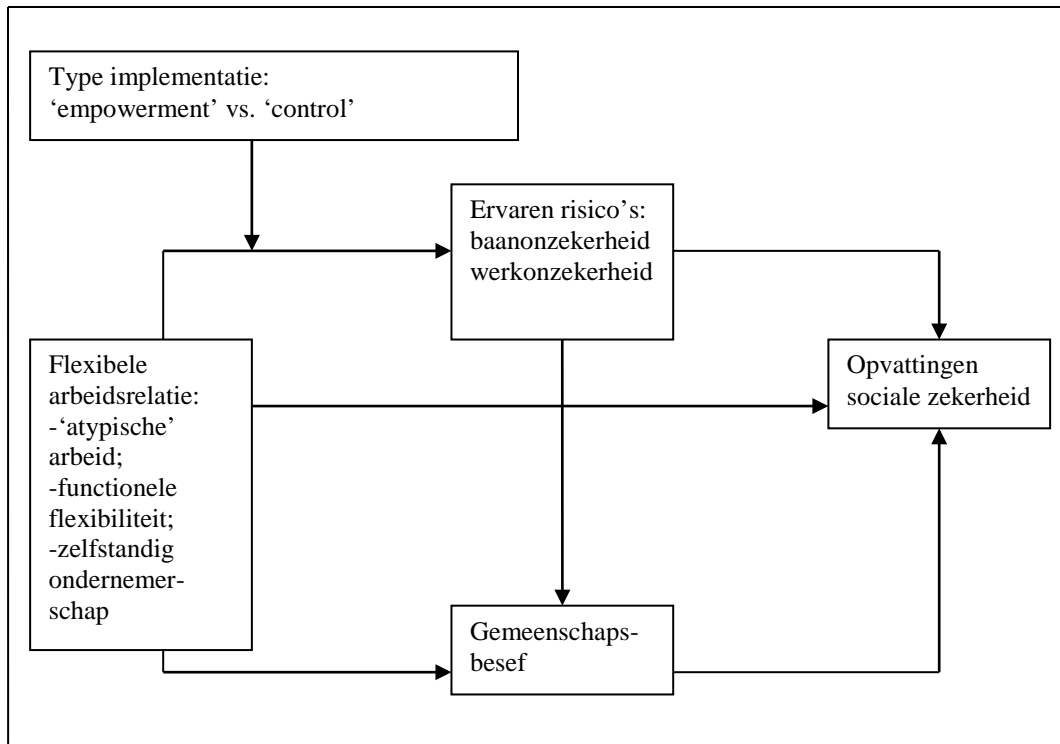 Type implementatie:
‘empowerment’ vs. ‘control’
Ervaren risico’s:
baanonzekerheid
werkonzekerheid
Flexibele
arbeidsrelatie:
-‘atypische’
arbeid;
-functionele
flexibiliteit;
-zelfstandig
ondernemer-
schap
Opvattingen
sociale zekerheid
Gemeenschaps-
besef